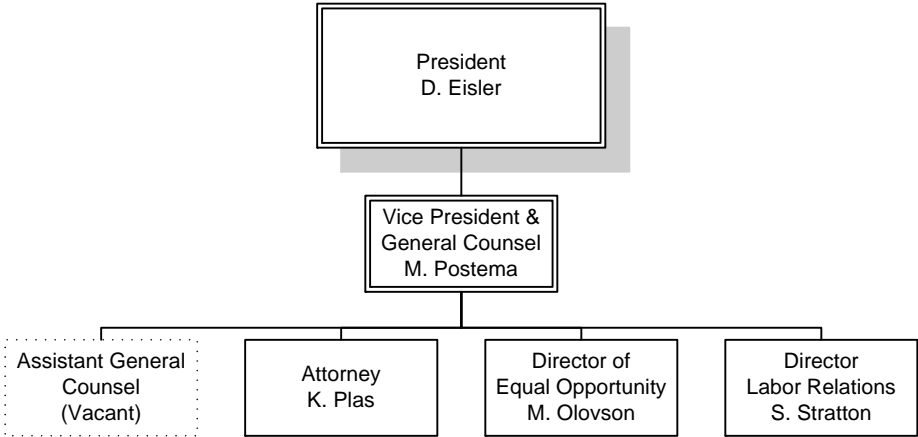 President
D. Eisler
Vice President &
General Counsel
M. Postema
Assistant General
Counsel
(Vacant)
Attorney
K. Plas
Director of
Equal Opportunity
M. Olovson
Director
Labor Relations
S. Stratton